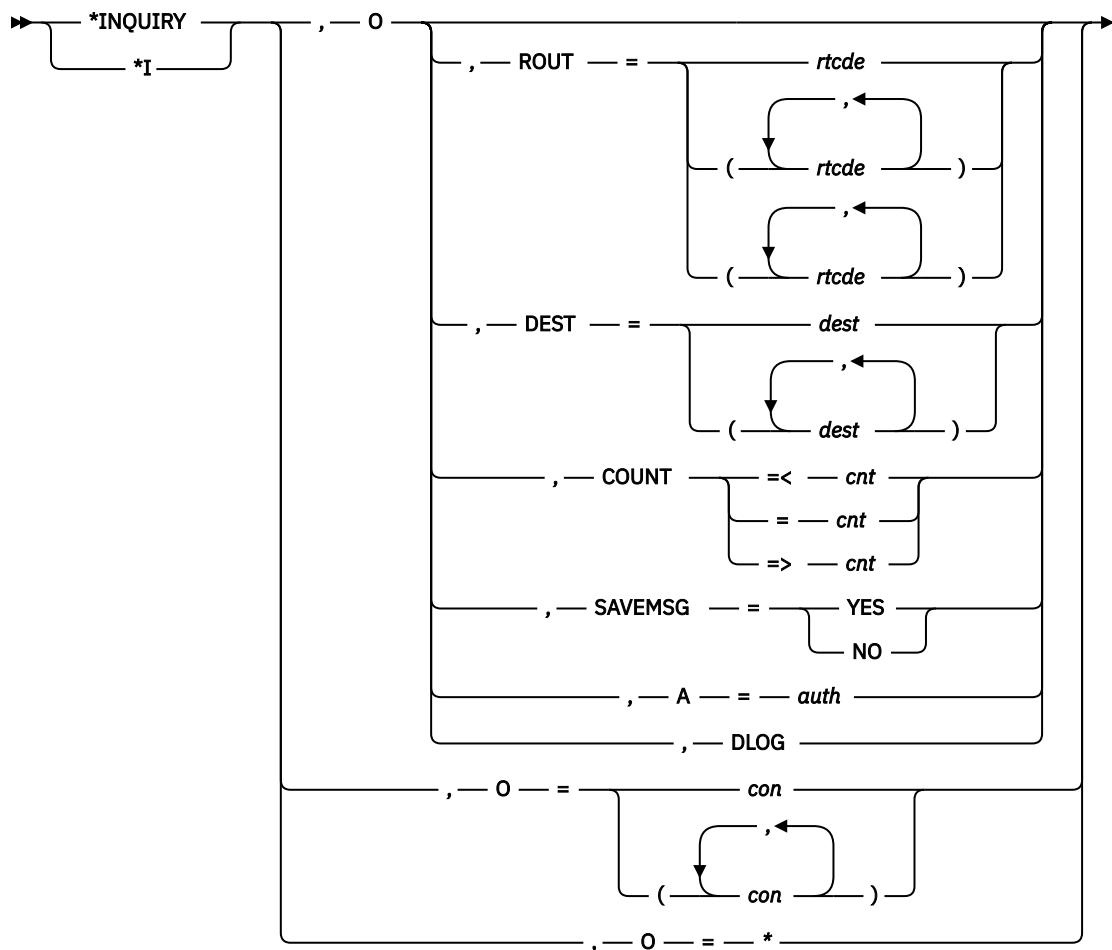 *INQUIRY , O
*I
, ROUT = rtcde
,
( rtcde )
,
( rtcde )
, DEST = dest
,
( dest )
, COUNT =< cnt
= cnt
=> cnt
, SAVEMSG = YES
NO
, A = auth
, DLOG
, O = con
,
( con )
, O = *